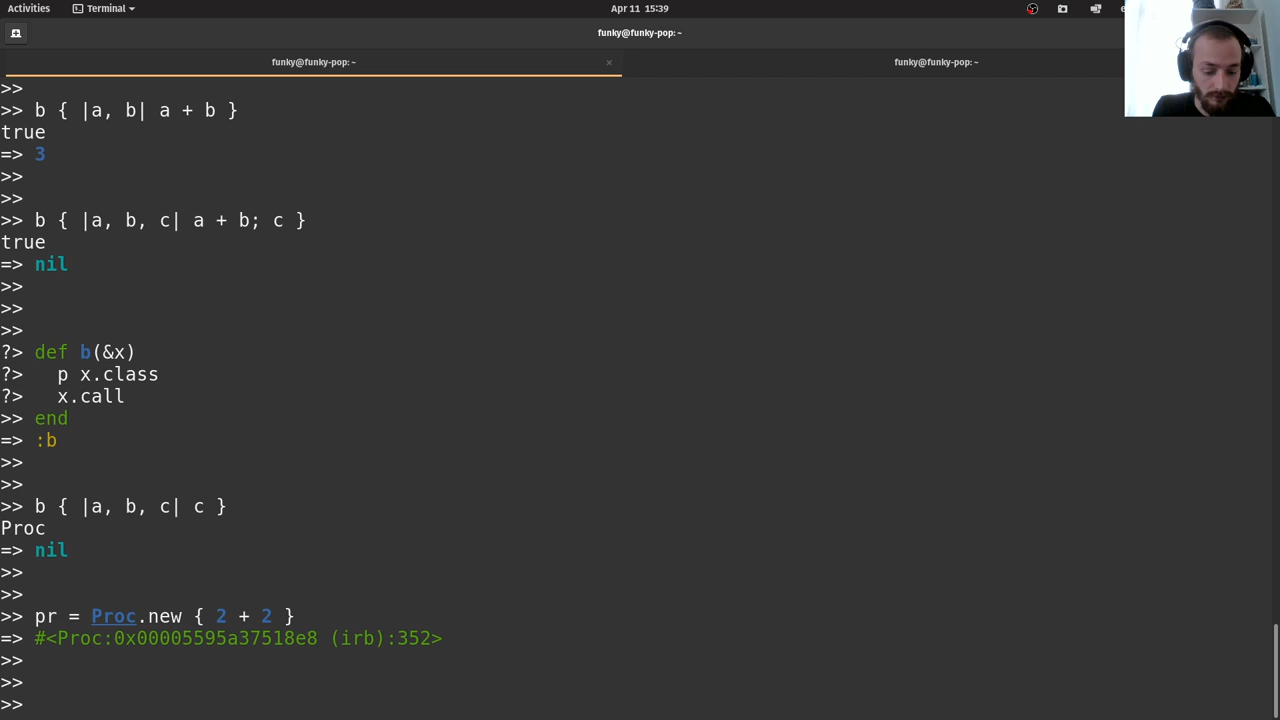 Activities
Terminal
Apr 11 15:39
funky@funky-pop: ~
funky@funky-pop: ~ ×
funky@funky-pop: ~
>>
>> b { |a, b| a + b }
true
=> 3
>>
>>
>> b { |a, b, c| a + b; c }
true
=> nil
>>
>>
>>
?> def b(&x)
?>   p x.class
?>   x.call
>> end
=> :b
>>
>>
>> b { |a, b, c| c }
Proc
=> nil
>>
>>
>> pr = Proc.new { 2 + 2 }
=> #<Proc:0x00005595a37518e8 (irb):352>
>>
>>
>>